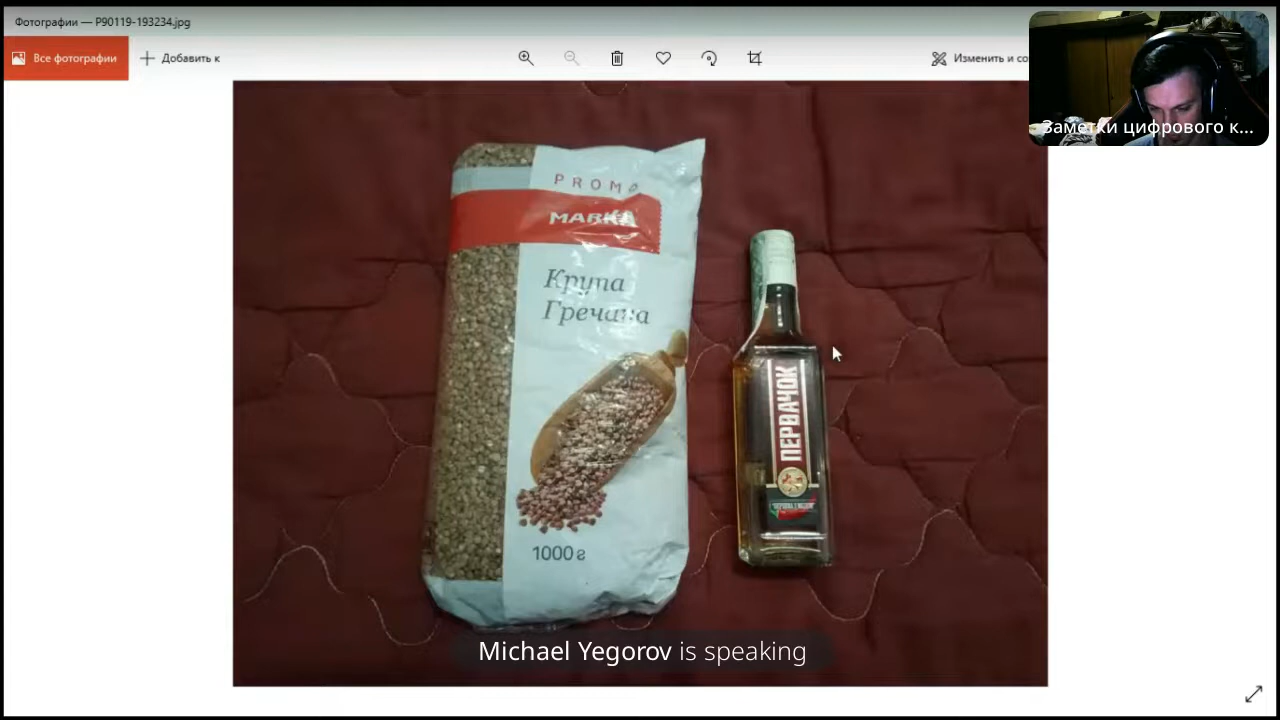 Фотографии — P90119-193234.jpg
Все фотографии
Добавить к
Изменить и со
Заметки цифрового к...
PROMO
MARKA
Крупа
Гречана
1000 г
ПЕРВАЧОК
Michael Yegorov is speaking